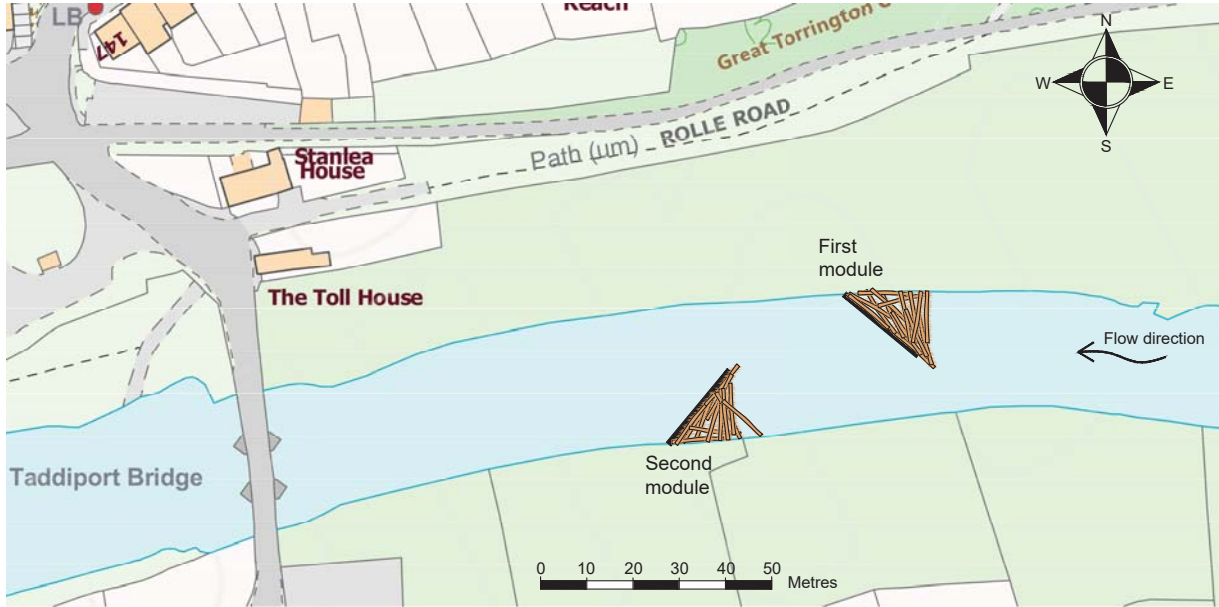 LB
147
Reach
Great Torrington C
N
W
E
S
ROLLE ROAD
Path (um)
Stanlea
House
The Toll House
First
module
Flow direction
Second
module
Taddiport Bridge
0 10 20 30 40 50
Metres